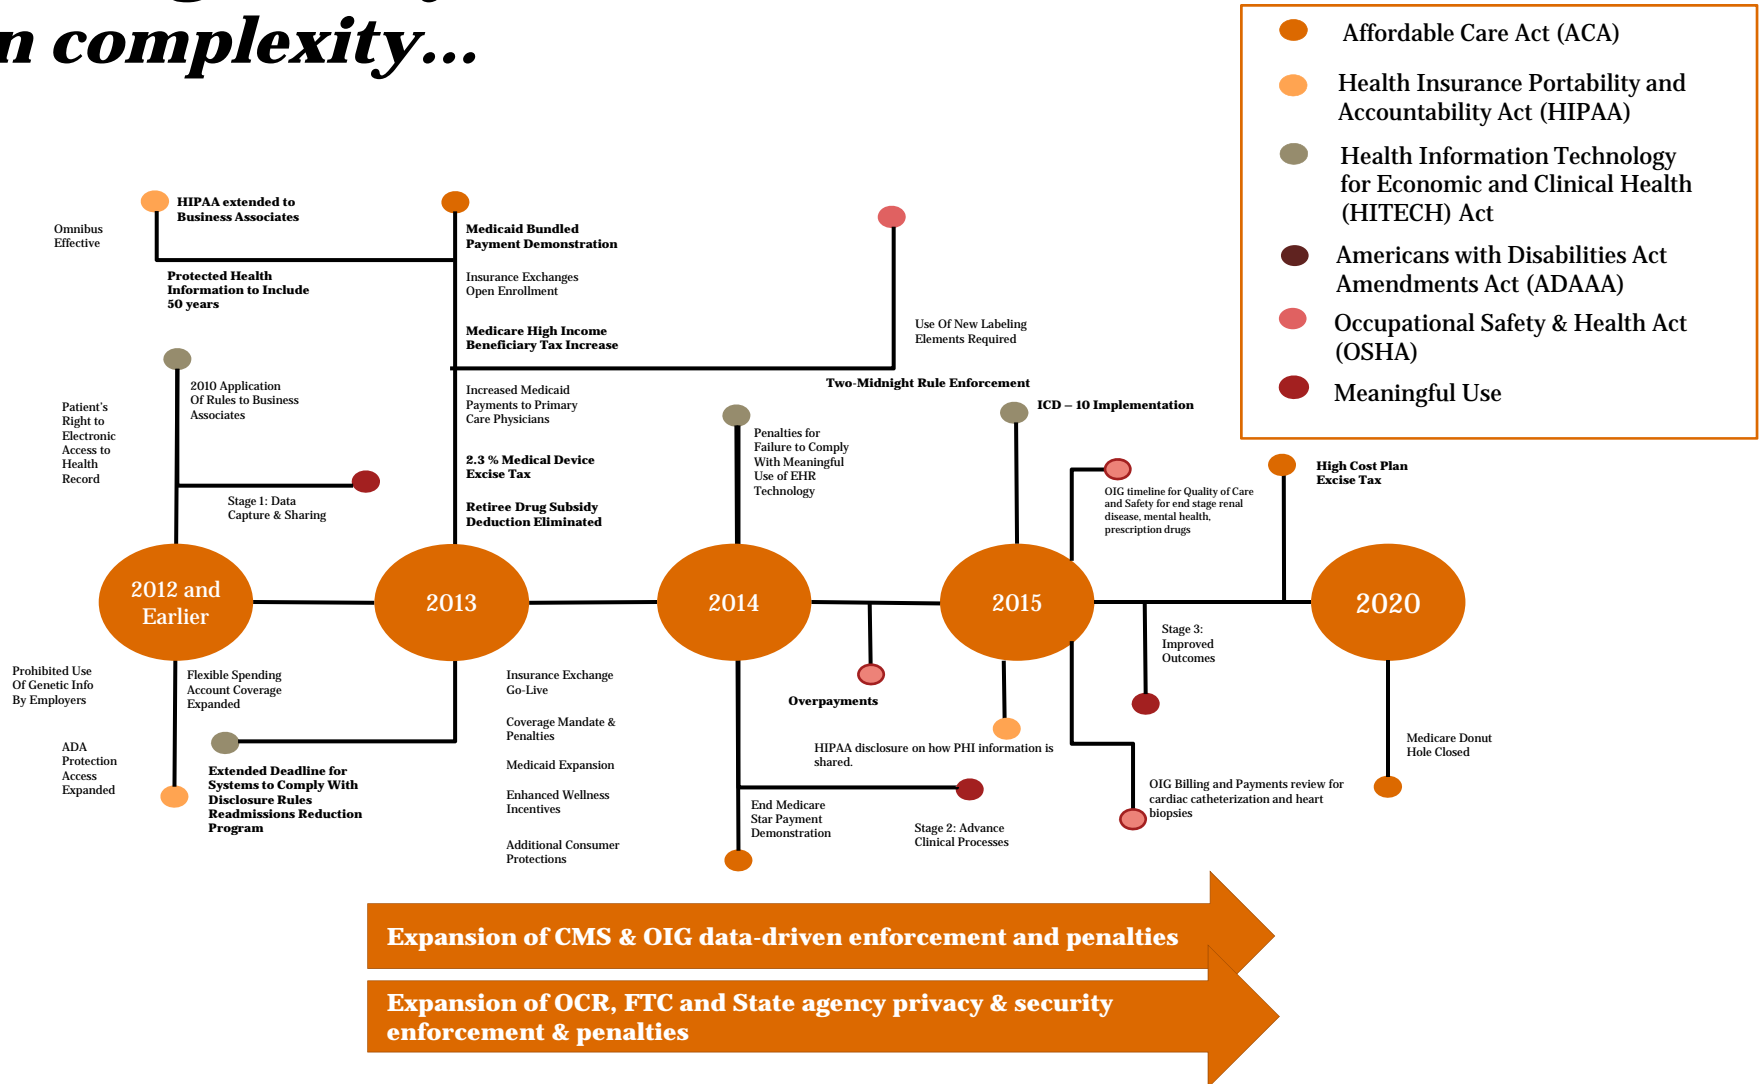 n complexity...
Affordable Care Act (ACA)
Health Insurance Portability and
Accountability Act (HIPAA)
Health Information Technology
for Economic and Clinical Health
(HITECH) Act
Americans with Disabilities Act
Amendments Act (ADAAA)
Occupational Safety & Health Act
(OSHA)
Meaningful Use
HIPAA extended to
Business Associates
Omnibus
Effective
Protected Health
Information to Include
50 years
Medicaid Bundled
Payment Demonstration
Insurance Exchanges
Open Enrollment
Medicare High Income
Beneficiary Tax Increase
Use Of New Labeling
Elements Required
2010 Application
Of Rules to Business
Associates
Patient's
Right to
Electronic
Access to
Health
Record
Stage 1: Data
Capture & Sharing
Increased Medicaid
Payments to Primary
Care Physicians
2.3 % Medical Device
Excise Tax
Retiree Drug Subsidy
Deduction Eliminated
Two-Midnight Rule Enforcement
Penalties for
Failure to Comply
With Meaningful
Use of EHR
Technology
ICD – 10 Implementation
OIG timeline for Quality of Care
and Safety for end stage renal
disease, mental health,
prescription drugs
High Cost Plan
Excise Tax
2012 and
Earlier
2013
2014
2015
2020
Prohibited Use
Of Genetic Info
By Employers
Flexible Spending
Account Coverage
Expanded
ADA
Protection
Access
Expanded
Extended Deadline for
Systems to Comply With
Disclosure Rules
Readmissions Reduction
Program
Insurance Exchange
Go-Live
Coverage Mandate &
Penalties
Medicaid Expansion
Enhanced Wellness
Incentives
Additional Consumer
Protections
Overpayments
HIPAA disclosure on how PHI information is
shared.
End Medicare
Star Payment
Demonstration
Stage 2: Advance
Clinical Processes
Stage 3:
Improved
Outcomes
OIG Billing and Payments review for
cardiac catheterization and heart
biopsies
Medicare Donut
Hole Closed
Expansion of CMS & OIG data-driven enforcement and penalties
Expansion of OCR, FTC and State agency privacy & security
enforcement & penalties